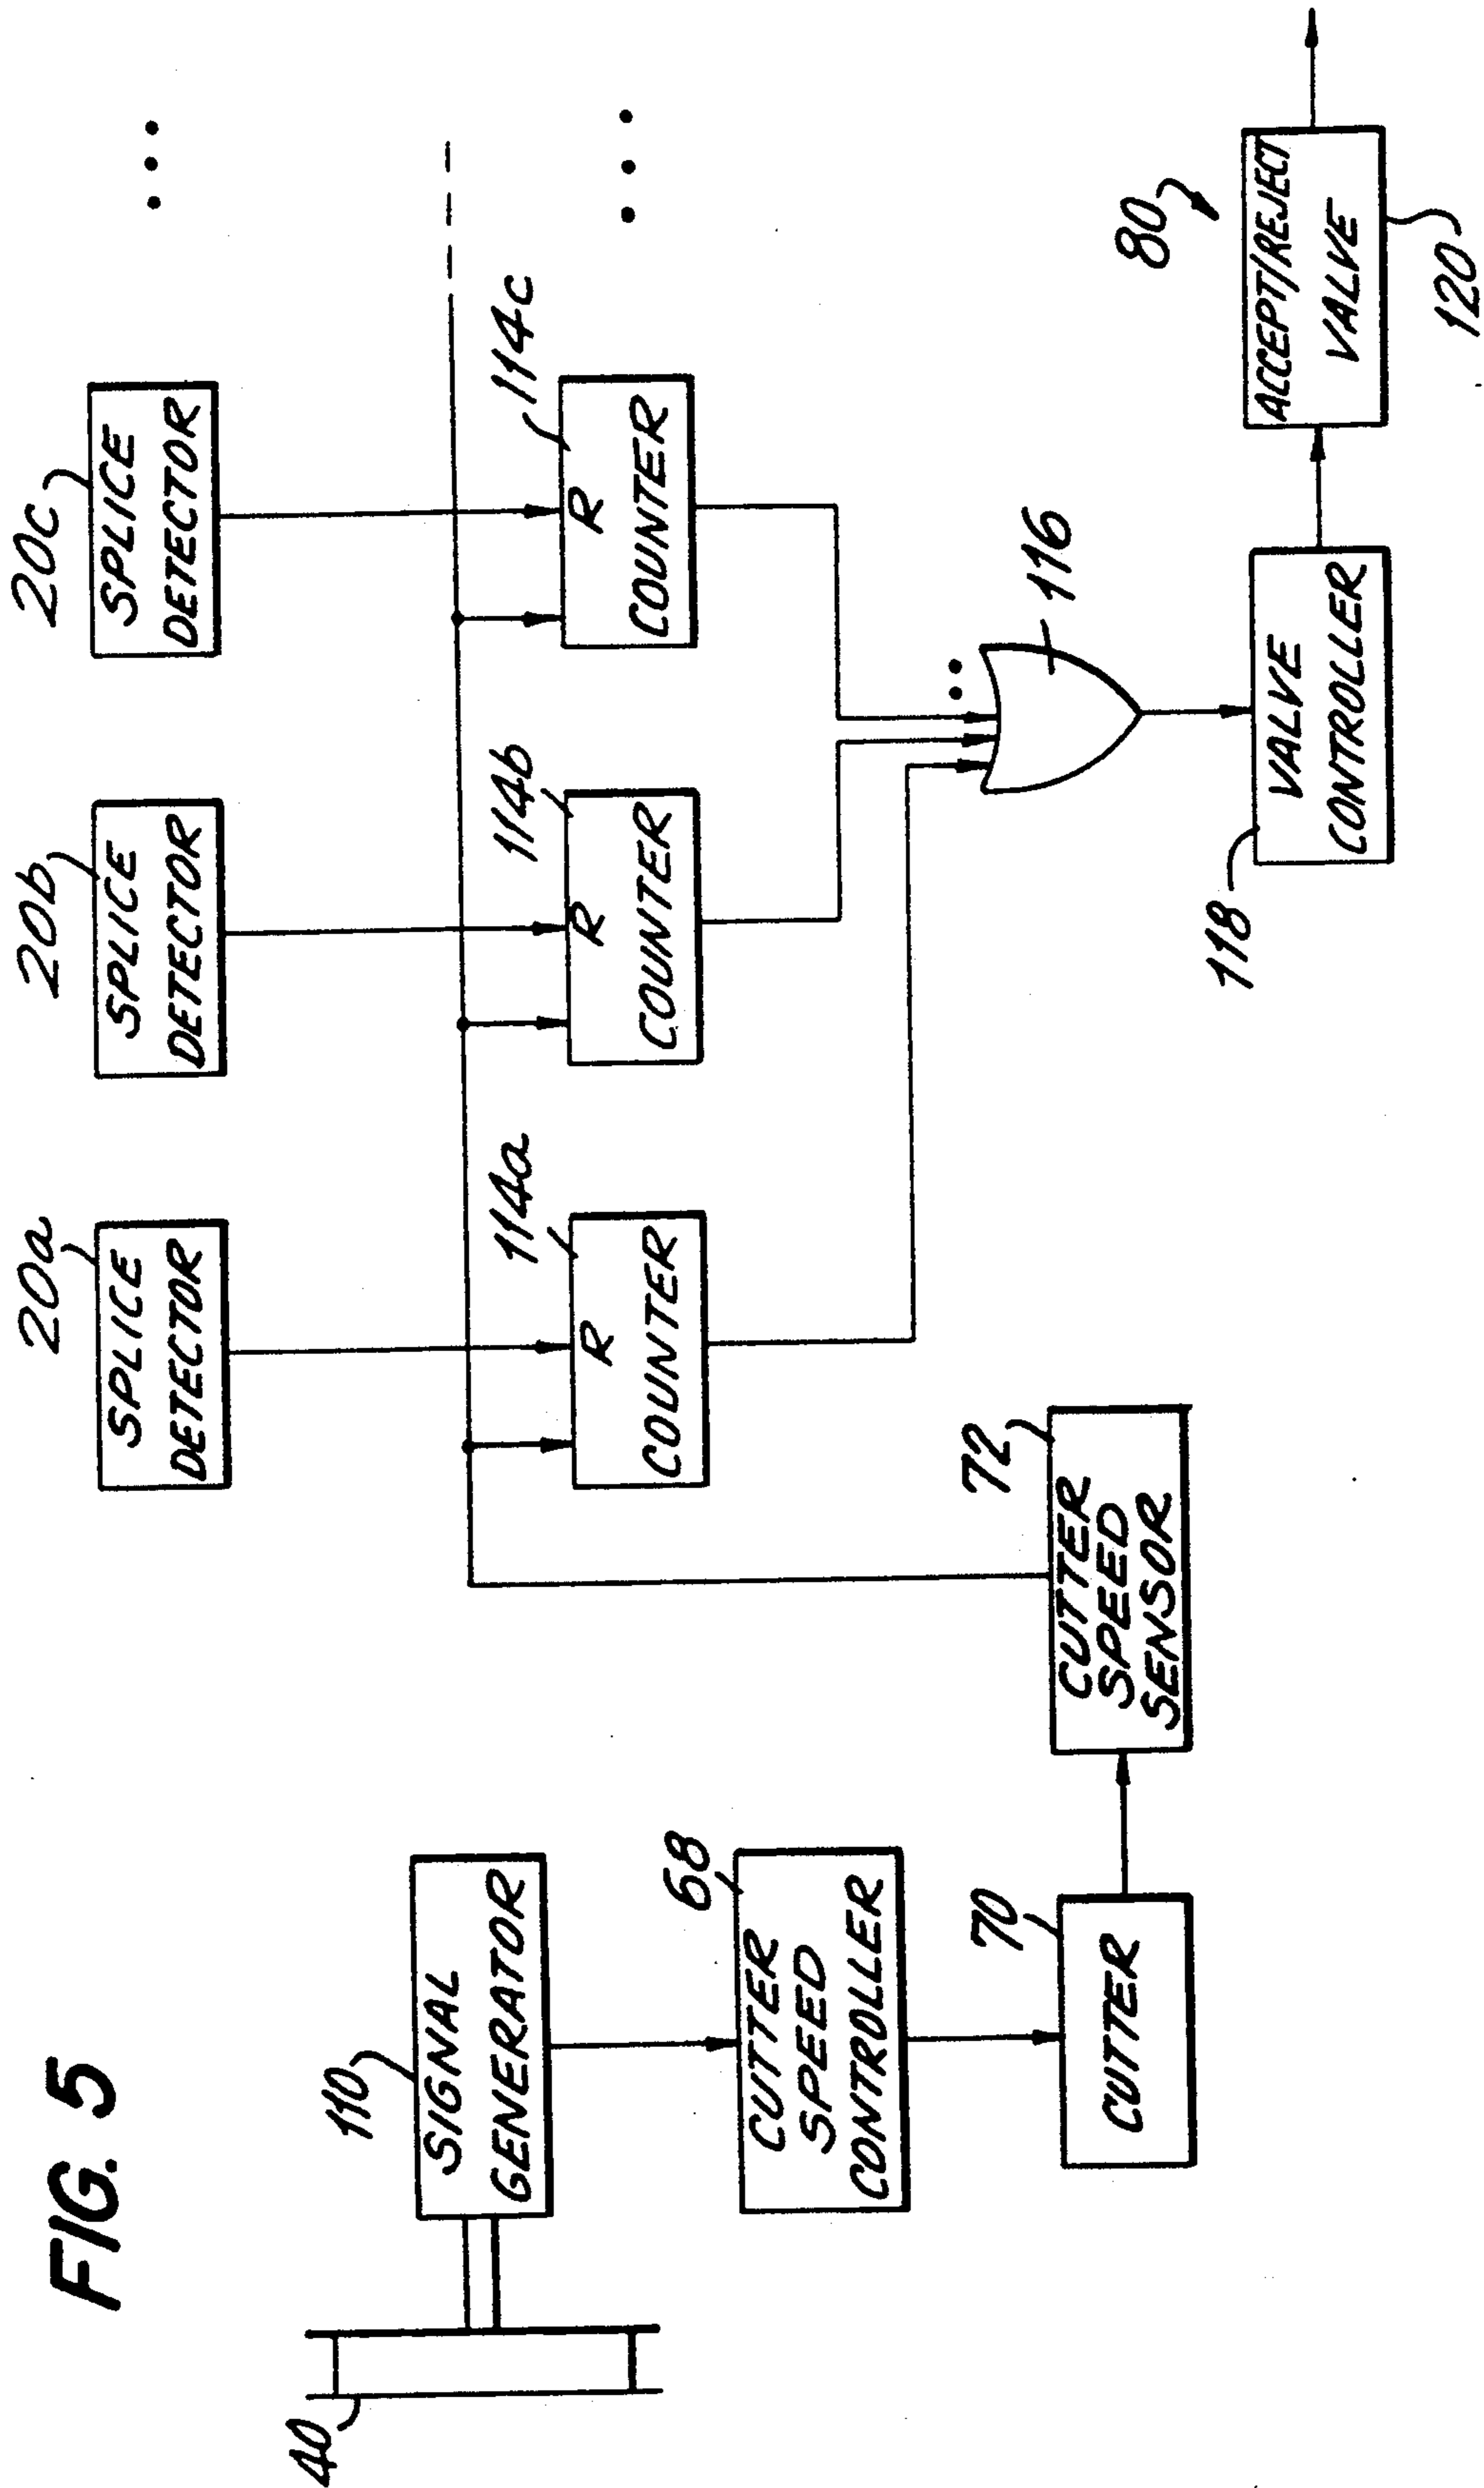 FIG. 5
20a
20b
20c
SPLICE
DETECTOR
SPLICE
DETECTOR
SPLICE
DETECTOR
...
40
110
SIGNAL
GENERATOR
114a
R
COUNTER
114b
R
COUNTER
114c
R
COUNTER
...
68
CUTTER
SPEED
CONTROLLER
70
CUTTER
72
CUTTER
SPEED
SENSOR
116
118
VALVE
CONTROLLER
80
ACCEPT/REJECT
VALVE
120